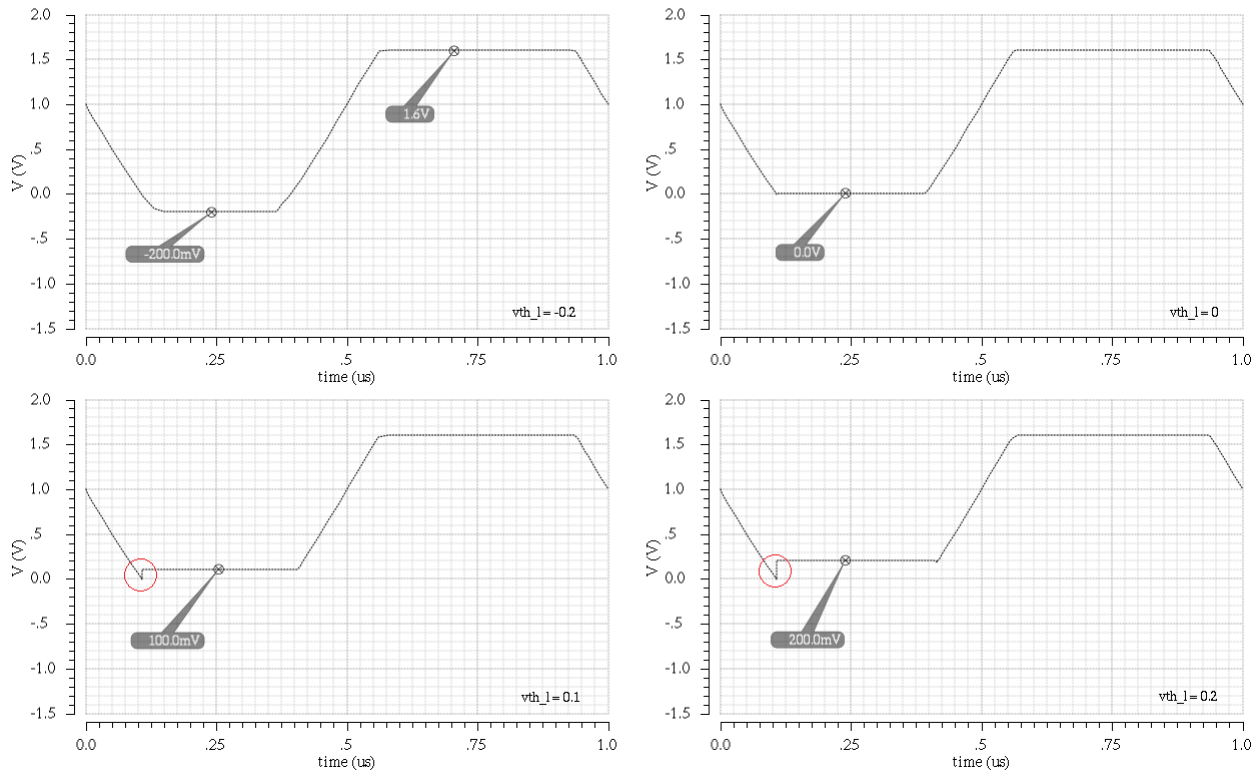 2.0
1.5
1.0
.5
0.0
-.5
-1.0
-1.5
V (V)
1.6V
-200.0mV
vth_l = -0.2
0.0 .25 .5 .75 1.0
time (us)
2.0
1.5
1.0
.5
0.0
-.5
-1.0
-1.5
V (V)
0.0V
vth_l = 0
0.0 .25 .5 .75 1.0
time (us)
2.0
1.5
1.0
.5
0.0
-.5
-1.0
-1.5
V (V)
100.0mV
vth_l = 0.1
0.0 .25 .5 .75 1.0
time (us)
2.0
1.5
1.0
.5
0.0
-.5
-1.0
-1.5
V (V)
200.0mV
vth_l = 0.2
0.0 .25 .5 .75 1.0
time (us)